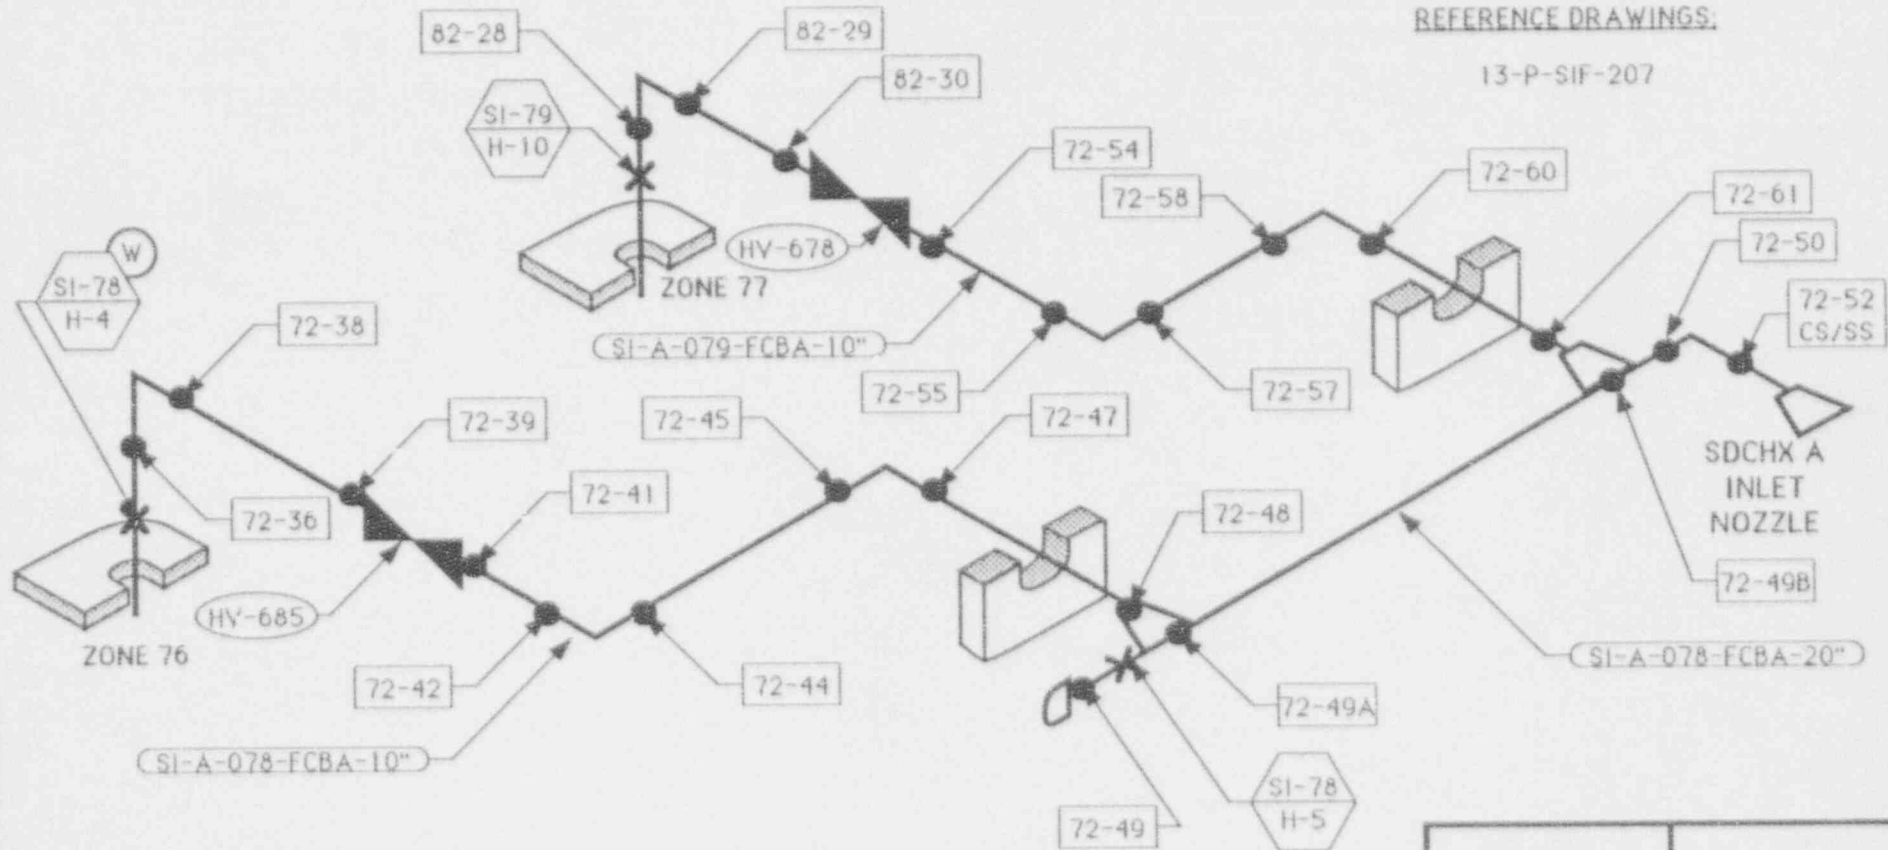 REFERENCE DRAWINGS:
13-P-SIF-207
82-28
82-29
82-30
SI-79
H-10
72-54
72-58
72-60
72-61
72-50
72-52
CS/SS
HV-678
ZONE 77
SI-A-079-FCBA-10"
72-55
72-57
W
SI-78
H-4
72-38
72-39
72-36
72-41
72-45
72-47
72-48
SDCHX A
INLET
NOZZLE
72-49B
HV-685
ZONE 76
72-42
72-44
72-49A
SI-A-078-FCBA-20"
SI-A-078-FCBA-10"
72-49
SI-78
H-5